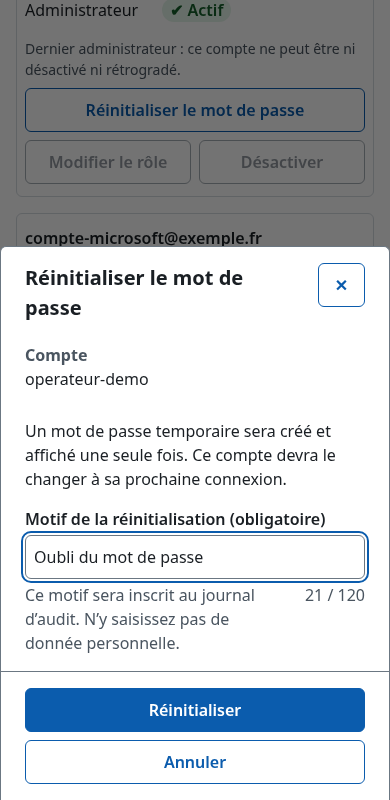 Administrateur ✔ Actif
Dernier administrateur : ce compte ne peut être ni
désactivé ni rétrogradé.
Réinitialiser le mot de passe
Modifier le rôle Désactiver
compte-microsoft@exemple.fr
Réinitialiser le mot de
passe
×
Compte
operateur-demo
Un mot de passe temporaire sera créé et
affiché une seule fois. Ce compte devra le
changer à sa prochaine connexion.
Motif de la réinitialisation (obligatoire)
Oubli du mot de passe
Ce motif sera inscrit au journal 21 / 120
d’audit. N’y saisissez pas de
donnée personnelle.
Réinitialiser
Annuler